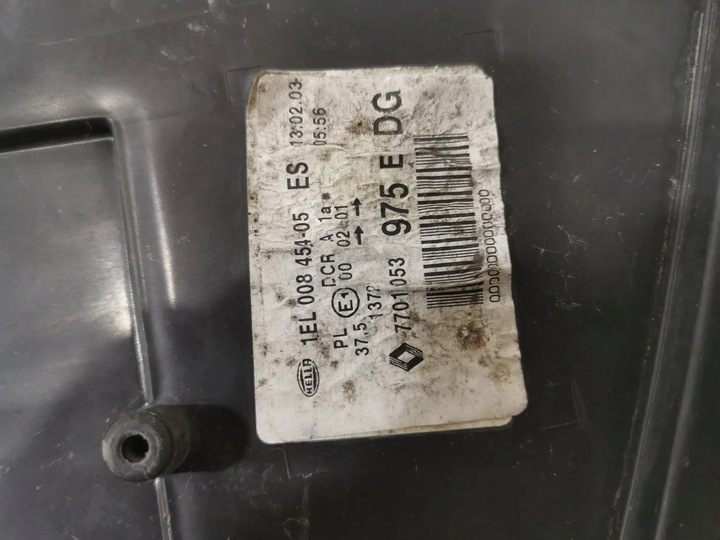 HELLA
1EL 008 454-05 ES 13.02.03
05:56
PL DCR A 1a
E1 00 02 01
37,5
7701053 975 E DG